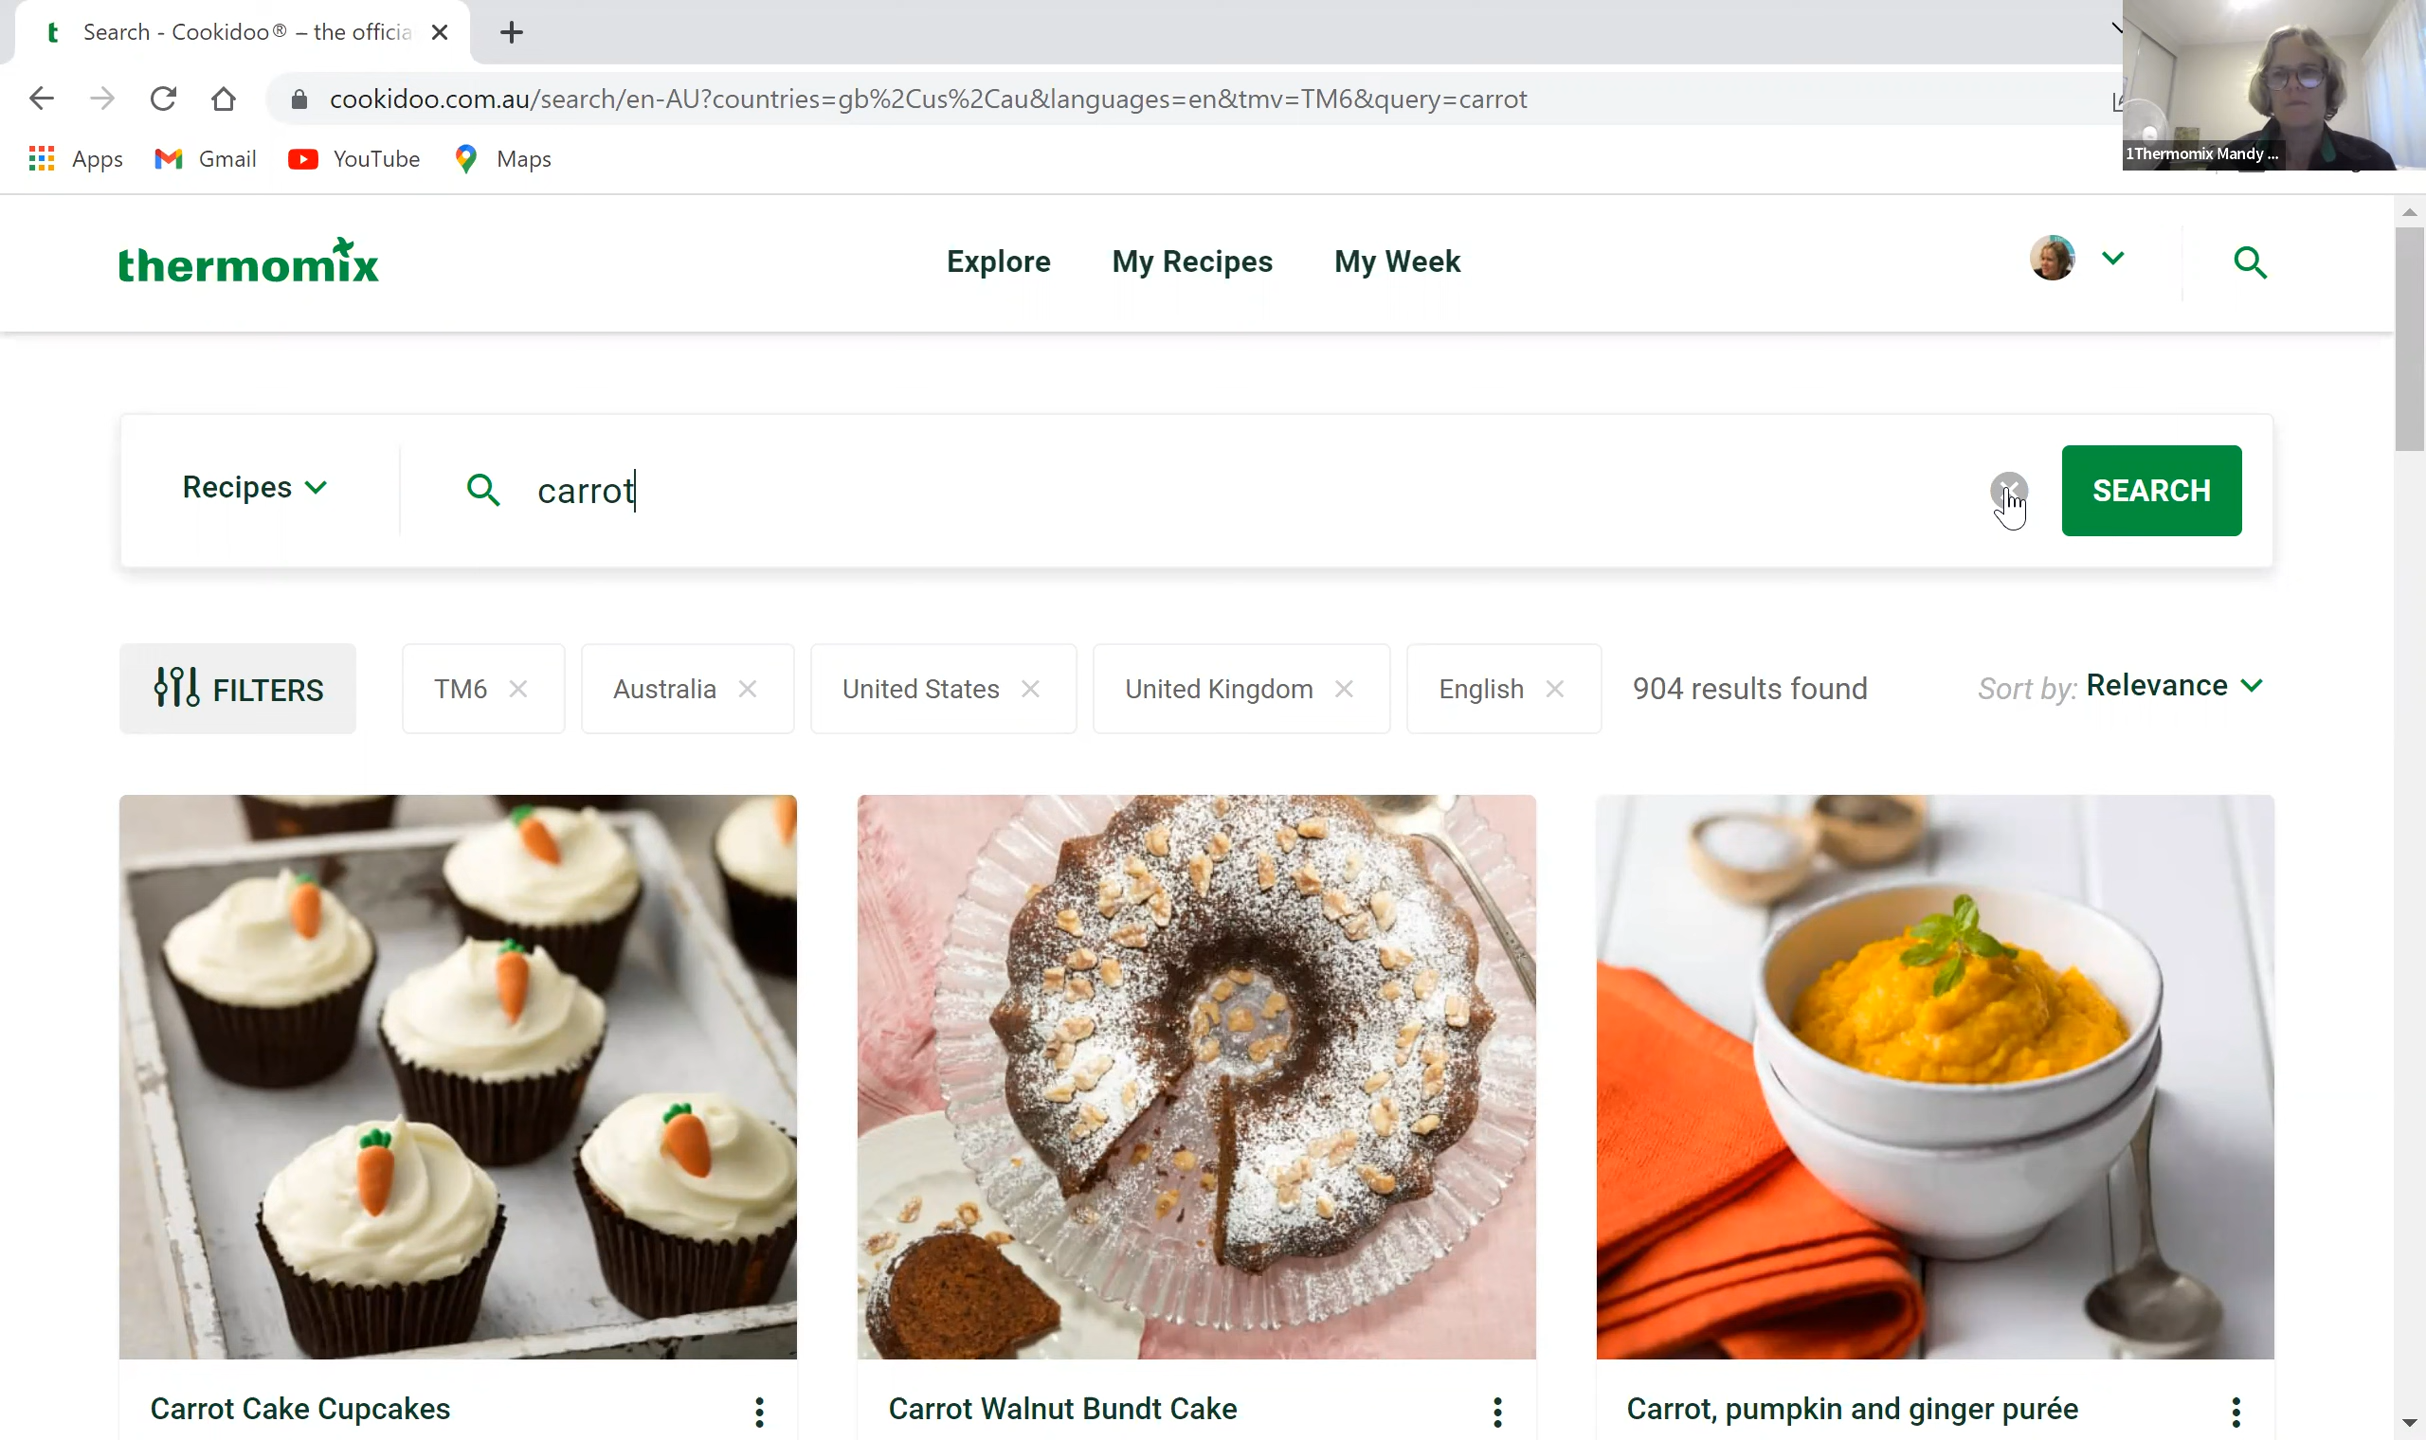 t Search - Cookidoo® – the officia
cookidoo.com.au/search/en-AU?countries=gb%2Cus%2Cau&languages=en&tmv=TM6&query=carrot
Apps Gmail YouTube Maps
1Thermomix Mandy ...
thermomix Explore My Recipes My Week
Recipes carrot SEARCH
FILTERS TM6 Australia United States United Kingdom English 904 results found Sort by: Relevance
Carrot Cake Cupcakes Carrot Walnut Bundt Cake Carrot, pumpkin and ginger purée